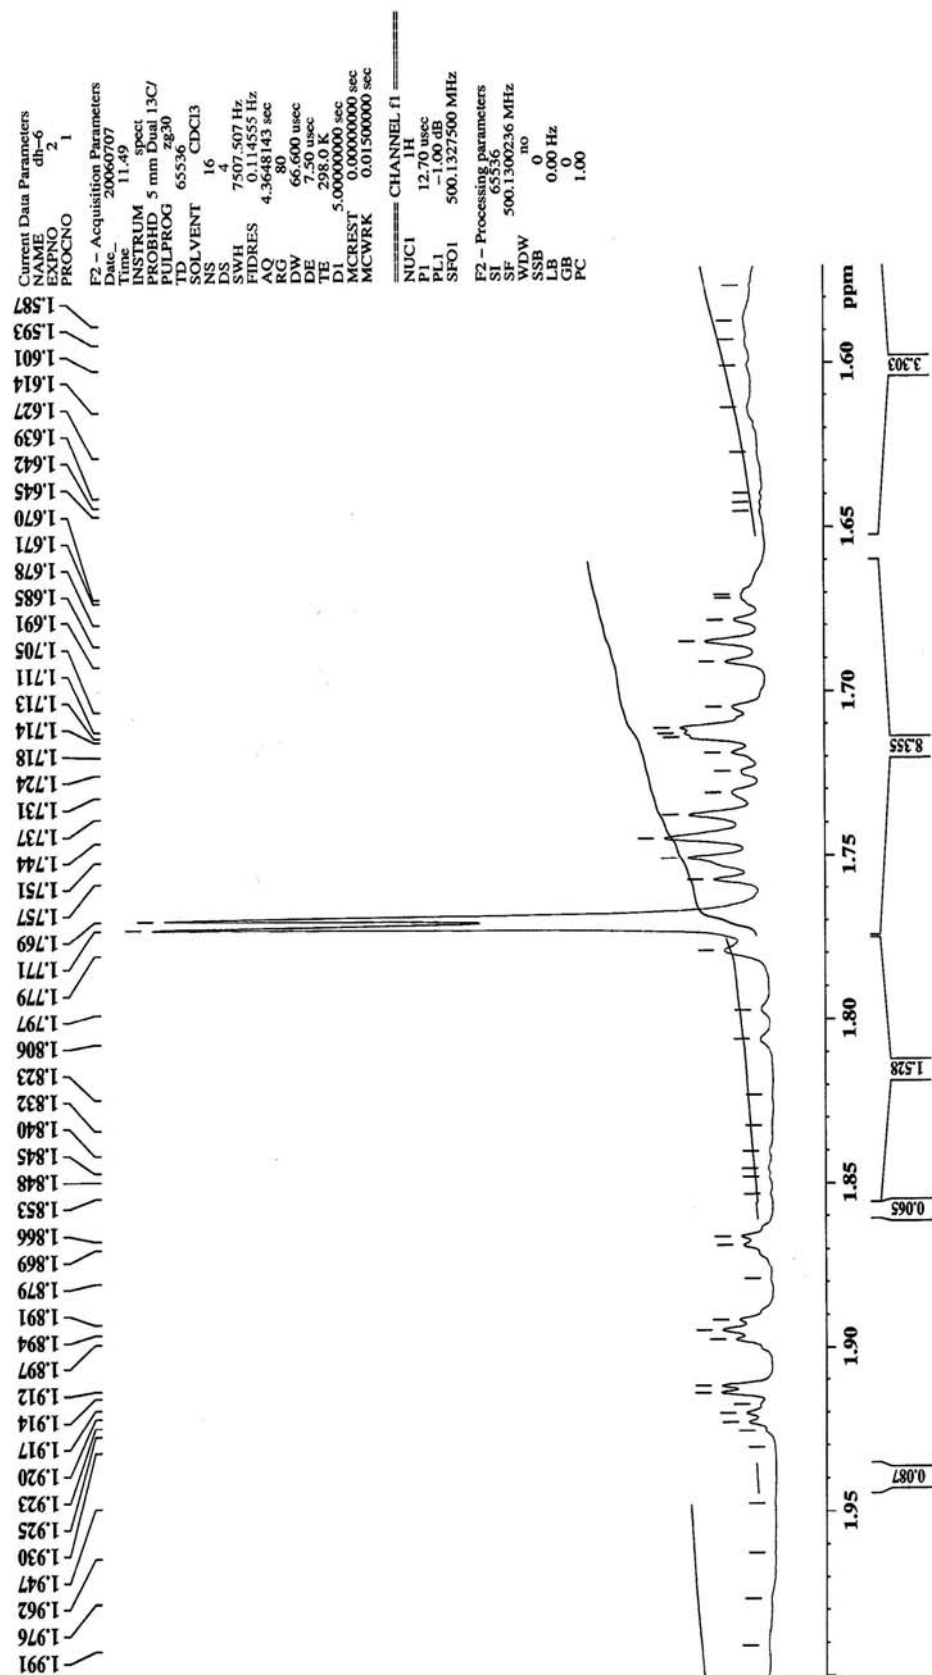 Current Data Parameters
NAME dh-6
EXPNO 2
PROCNO 1
F2 - Acquisition Parameters
Date_ 20060707
Time 11.49
INSTRUM spect
PROBHD 5 mm Dual 13C/
PULPROG zg30
TD 65536
SOLVENT CDCl3
NS 16
DS 4
SWH 7507.507 Hz
FIDRES 0.114555 Hz
AQ 4.3648143 sec
RG 80
DW 66.600 usec
DE 7.50 usec
TE 298.0 K
D1 5.00000000 sec
MCREST 0.00000000 sec
MCWRK 0.01500000 sec
======== CHANNEL f1 ========
NUC1 1H
P1 12.70 usec
PL1 -1.00 dB
SFO1 500.1327500 MHz
F2 - Processing parameters
SI 65536
SF 500.1300236 MHz
WDW no
SSB 0
LB 0.00 Hz
GB 0
PC 1.00
1.587
1.593
1.601
1.614
1.627
1.639
1.642
1.645
1.670
1.671
1.678
1.685
1.691
1.705
1.711
1.713
1.714
1.718
1.724
1.731
1.737
1.744
1.751
1.757
1.769
1.771
1.779
1.797
1.806
1.823
1.832
1.840
1.845
1.848
1.853
1.866
1.869
1.879
1.891
1.894
1.897
1.912
1.914
1.917
1.920
1.923
1.925
1.930
1.947
1.962
1.976
1.991
ppm
1.60
1.65
1.70
1.75
1.80
1.85
1.90
1.95
3.303
8.355
1.528
0.065
0.087